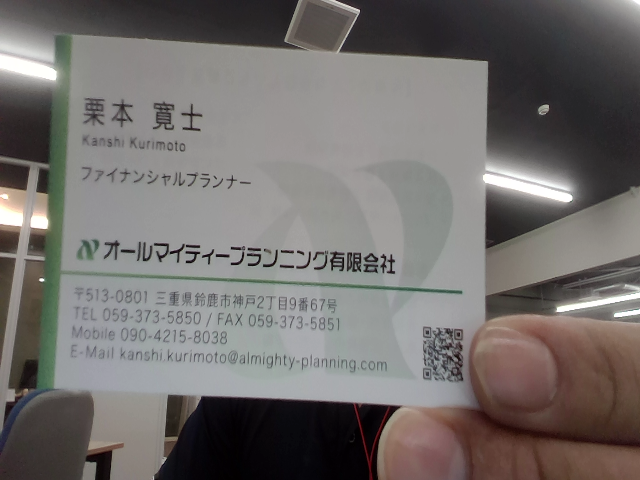 栗本 寛士
Kanshi Kurimoto
ファイナンシャルプランナー
オールマイティープランニング有限会社
〒513-0801 三重県鈴鹿市神戸2丁目9番67号
TEL 059-373-5850 / FAX 059-373-5851
Mobile 090-4215-8038
E-Mail kanshi.kurimoto@almighty-planning.com